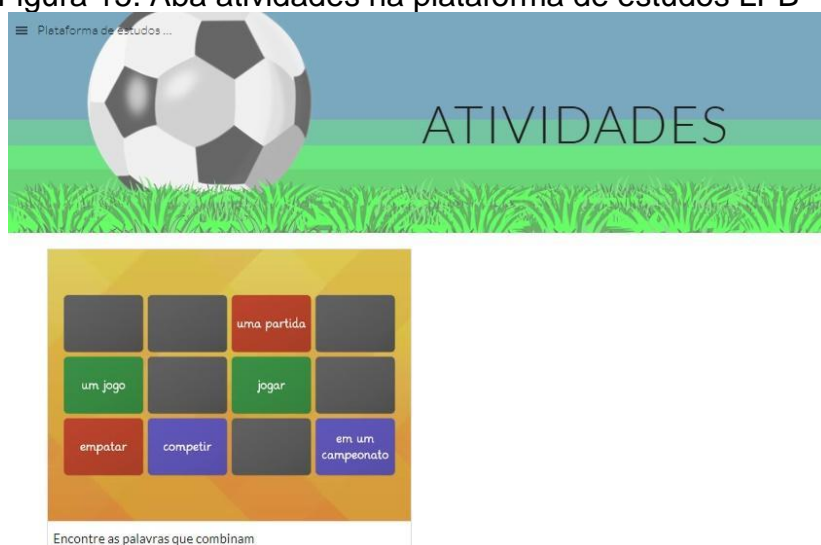 Figura 15: Aba atividades na plataforma de estudos LPD
Plataforma de estudos ...
ATIVIDADES
uma partida
um jogo
jogar
empatar
competir
em um
campeonato
Encontre as palavras que combinam